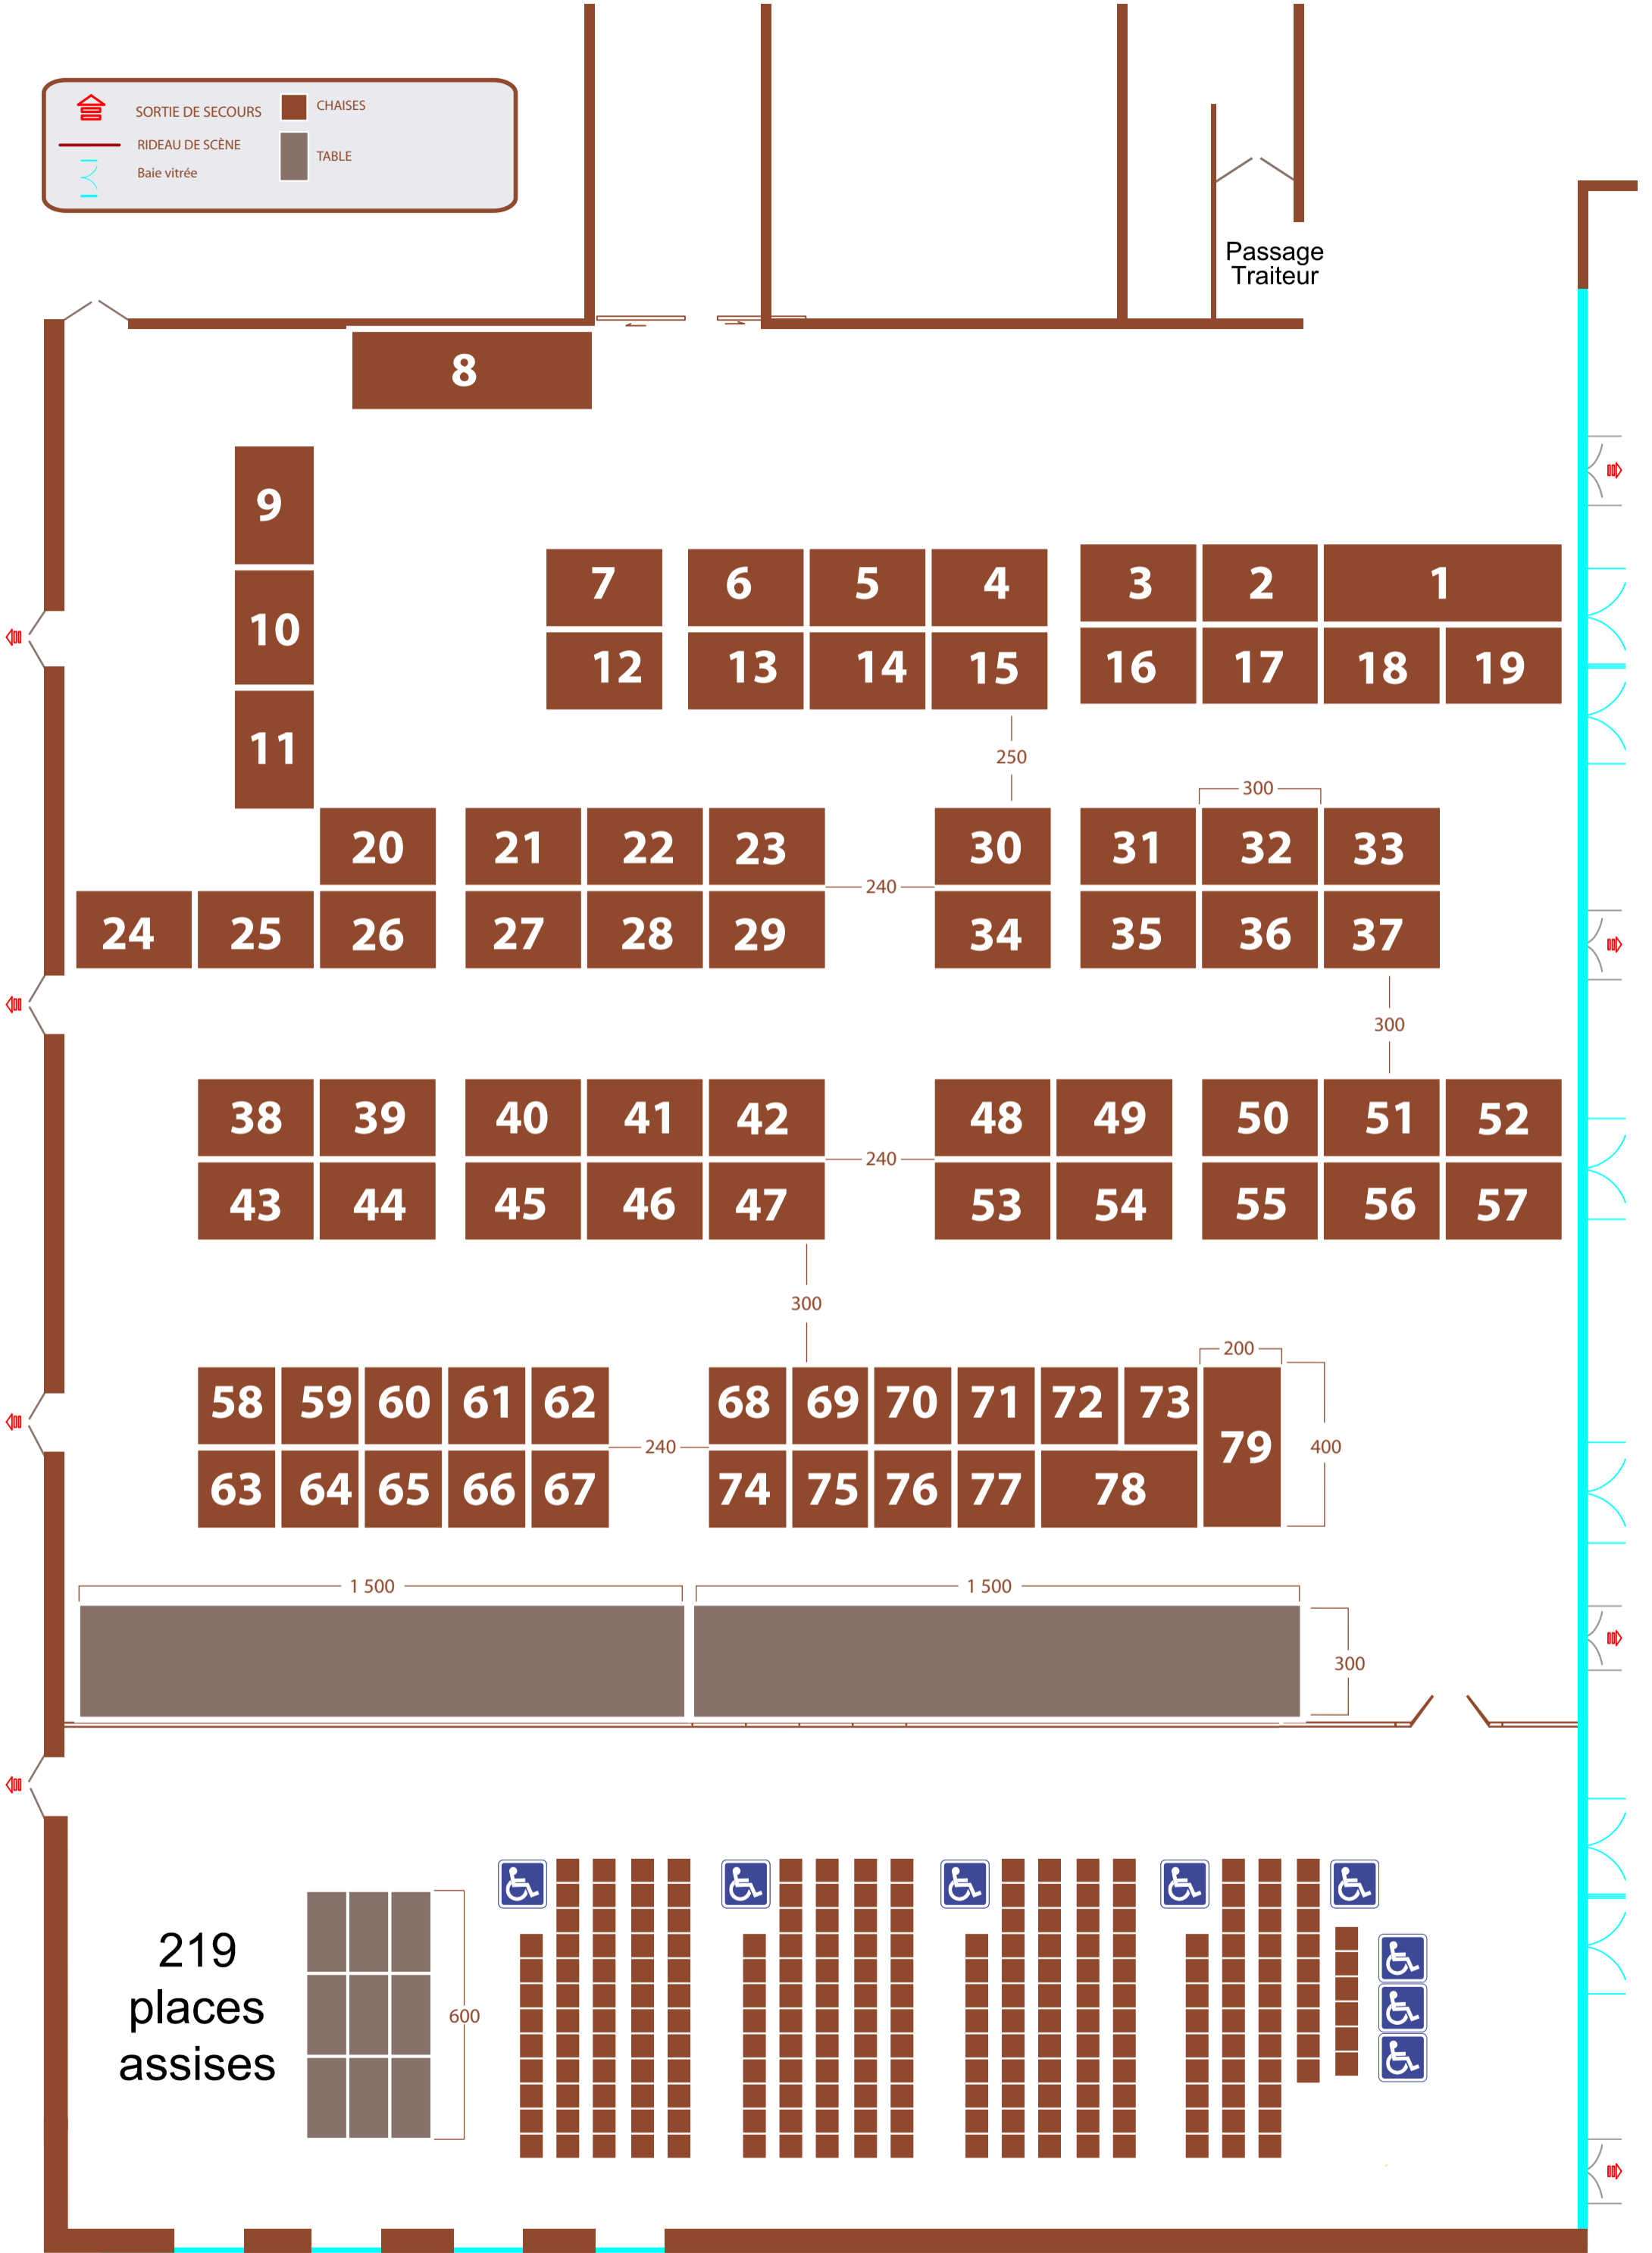 SORTIE DE SECOURS
CHAISES
RIDEAU DE SCÈNE
TABLE
Baie vitrée
Passage
Traiteur
8
9
10
11
7 6 5 4 3 2 1
12 13 14 15 16 17 18 19
250
300
20 21 22 23 30 31 32 33
240
24 25 26 27 28 29 34 35 36 37
300
38 39 40 41 42 48 49 50 51 52
240
43 44 45 46 47 53 54 55 56 57
300
200
58 59 60 61 62 68 69 70 71 72 73
240 79 400
63 64 65 66 67 74 75 76 77 78
1 500 1 500
300
219
places
assises
600